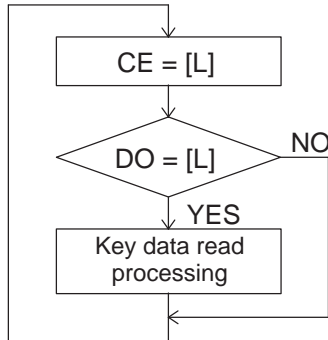 CE = [L]
DO = [L]
NO
YES
Key data read
processing